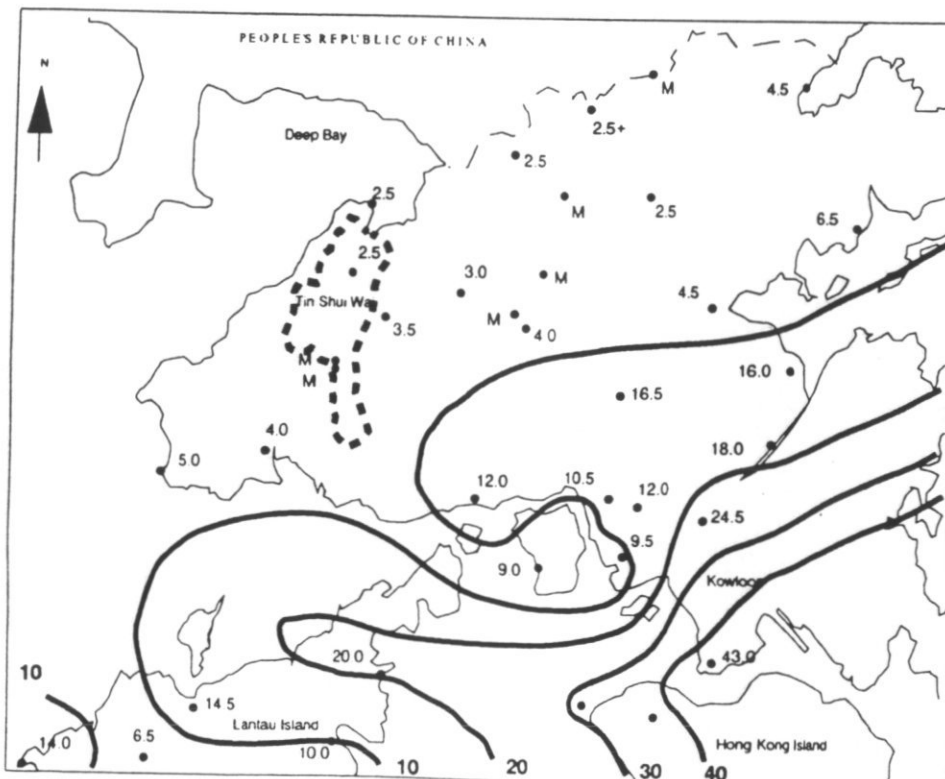 PEOPLE'S REPUBLIC OF CHINA
N
M
4.5
2.5+
Deep Bay
2.5
2.5
M
2.5
6.5
2.5
M
3.0
Tin Shui Wa
4.5
M
3.5
4.0
M
M
16.0
16.5
4.0
18.0
5.0
12.0
10.5
12.0
24.5
9.5
9.0
Kowloon
20.0
43.0
10
14.5
Lantau Island
14.0
6.5
10.0
Hong Kong Island
10
20
30
40